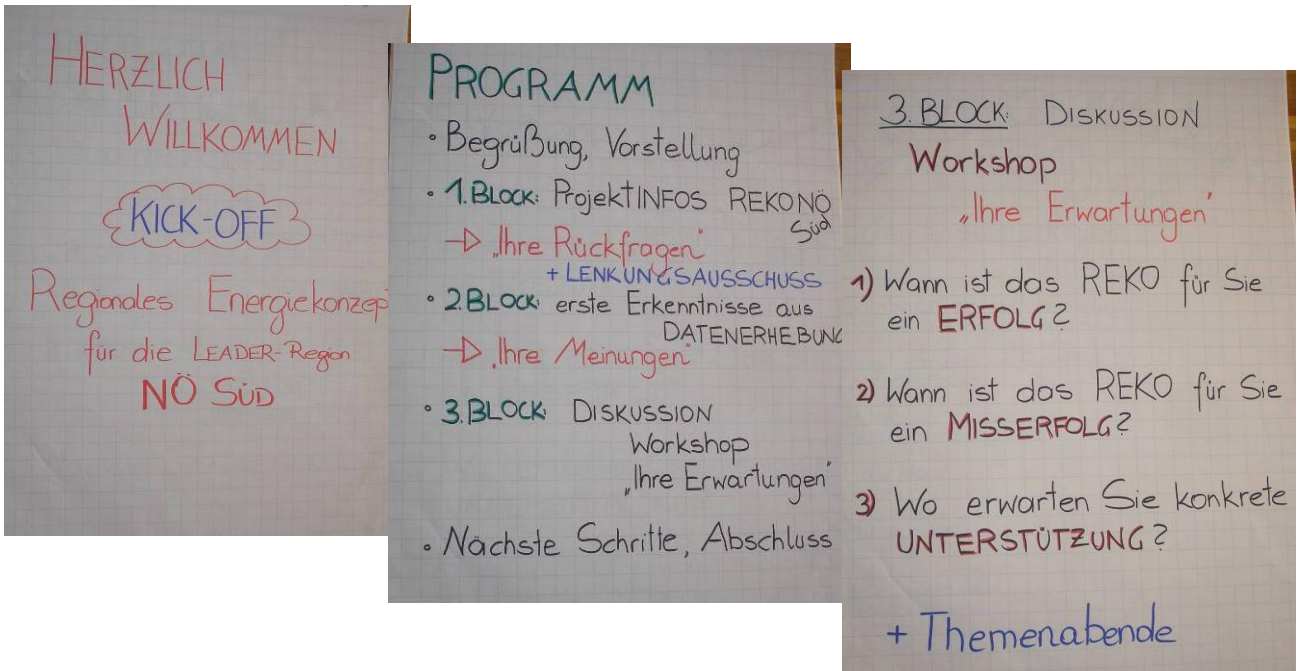 HERZLICH
WILLKOMMEN
KICK-OFF
Regionales Energiekonzep
für die LEADER-Region
NÖ SÜD
PROGRAMM
• Begrüßung, Vorstellung
• 1.BLOCK: ProjektINFOS REKO NÖ
Süd
→ „Ihre Rückfragen"
+ LENKUNGSAUSSCHUSS
• 2.BLOCK: erste Erkenntnisse aus
DATENERHEBUNG
→ „Ihre Meinungen"
• 3.BLOCK: DISKUSSION
Workshop
„Ihre Erwartungen"
• Nächste Schritte, Abschluss
3.BLOCK: DISKUSSION
Workshop
„Ihre Erwartungen"
1) Wann ist das REKO für Sie
ein ERFOLG?
2) Wann ist das REKO für Sie
ein MISSERFOLG?
3) Wo erwarten Sie konkrete
UNTERSTÜTZUNG?
+ Themenabende